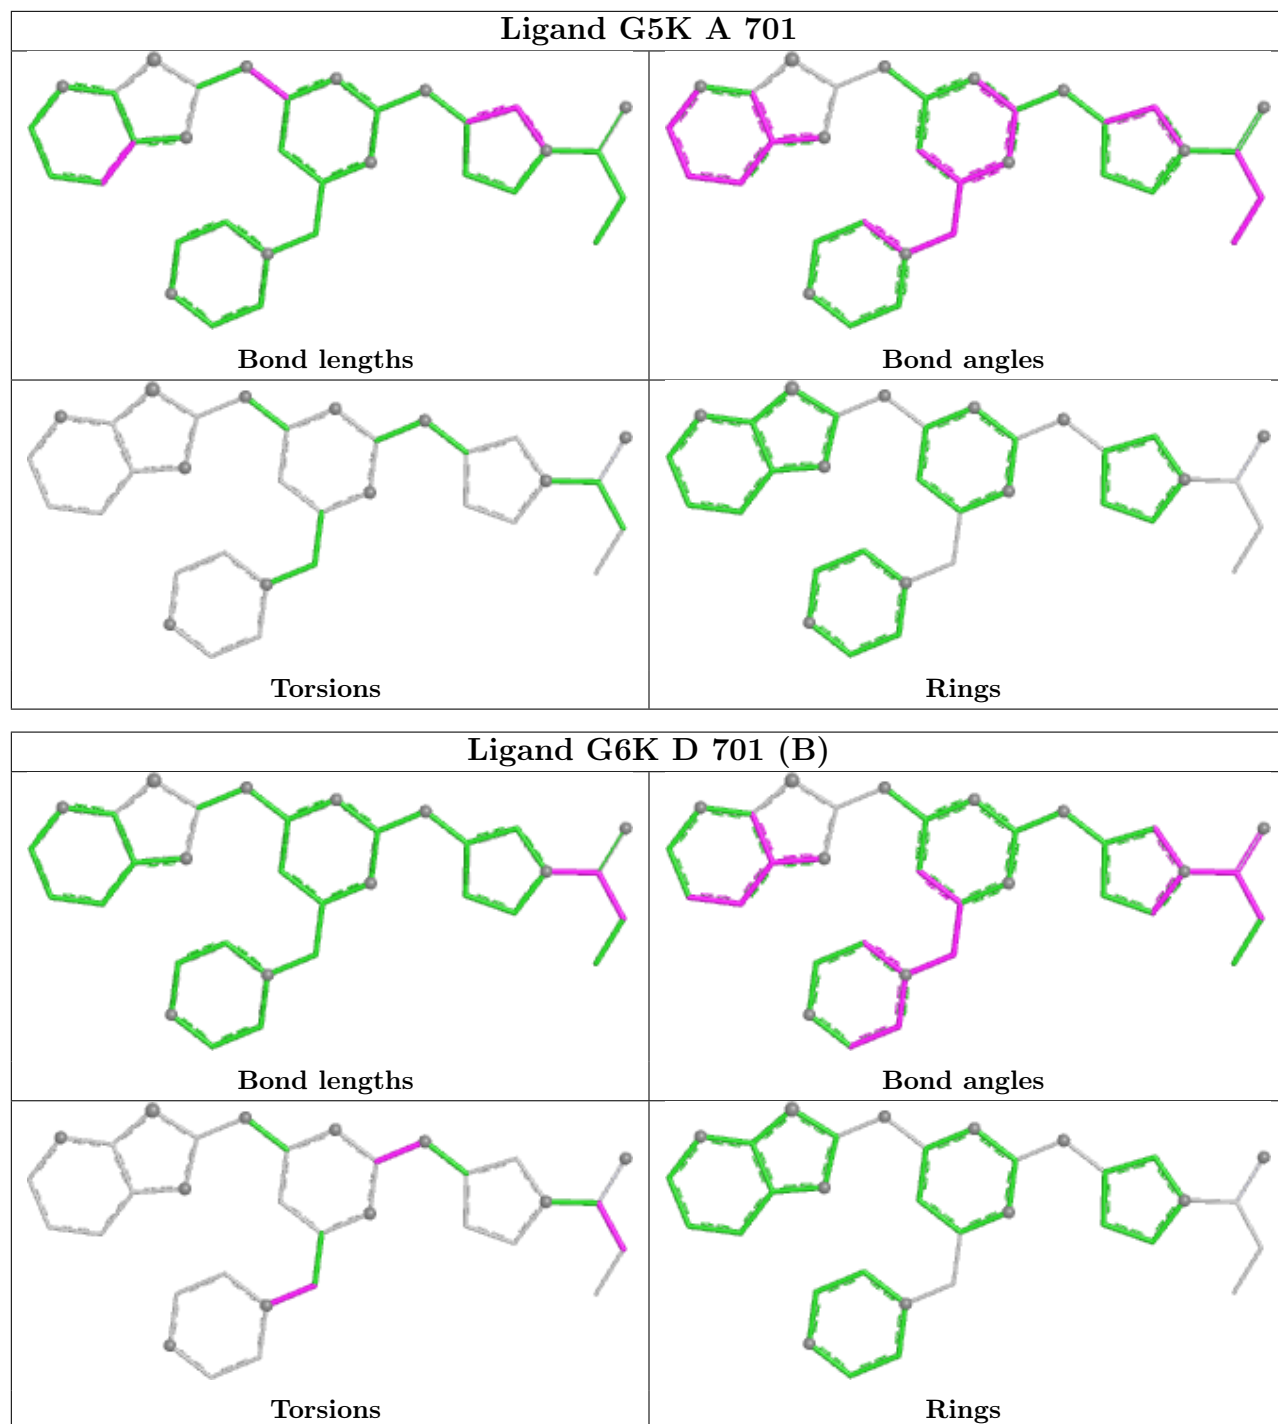 Ligand G5K A 701
Bond lengths
Bond angles
Torsions
Rings
Ligand G6K D 701 (B)
Bond lengths
Bond angles
Torsions
Rings